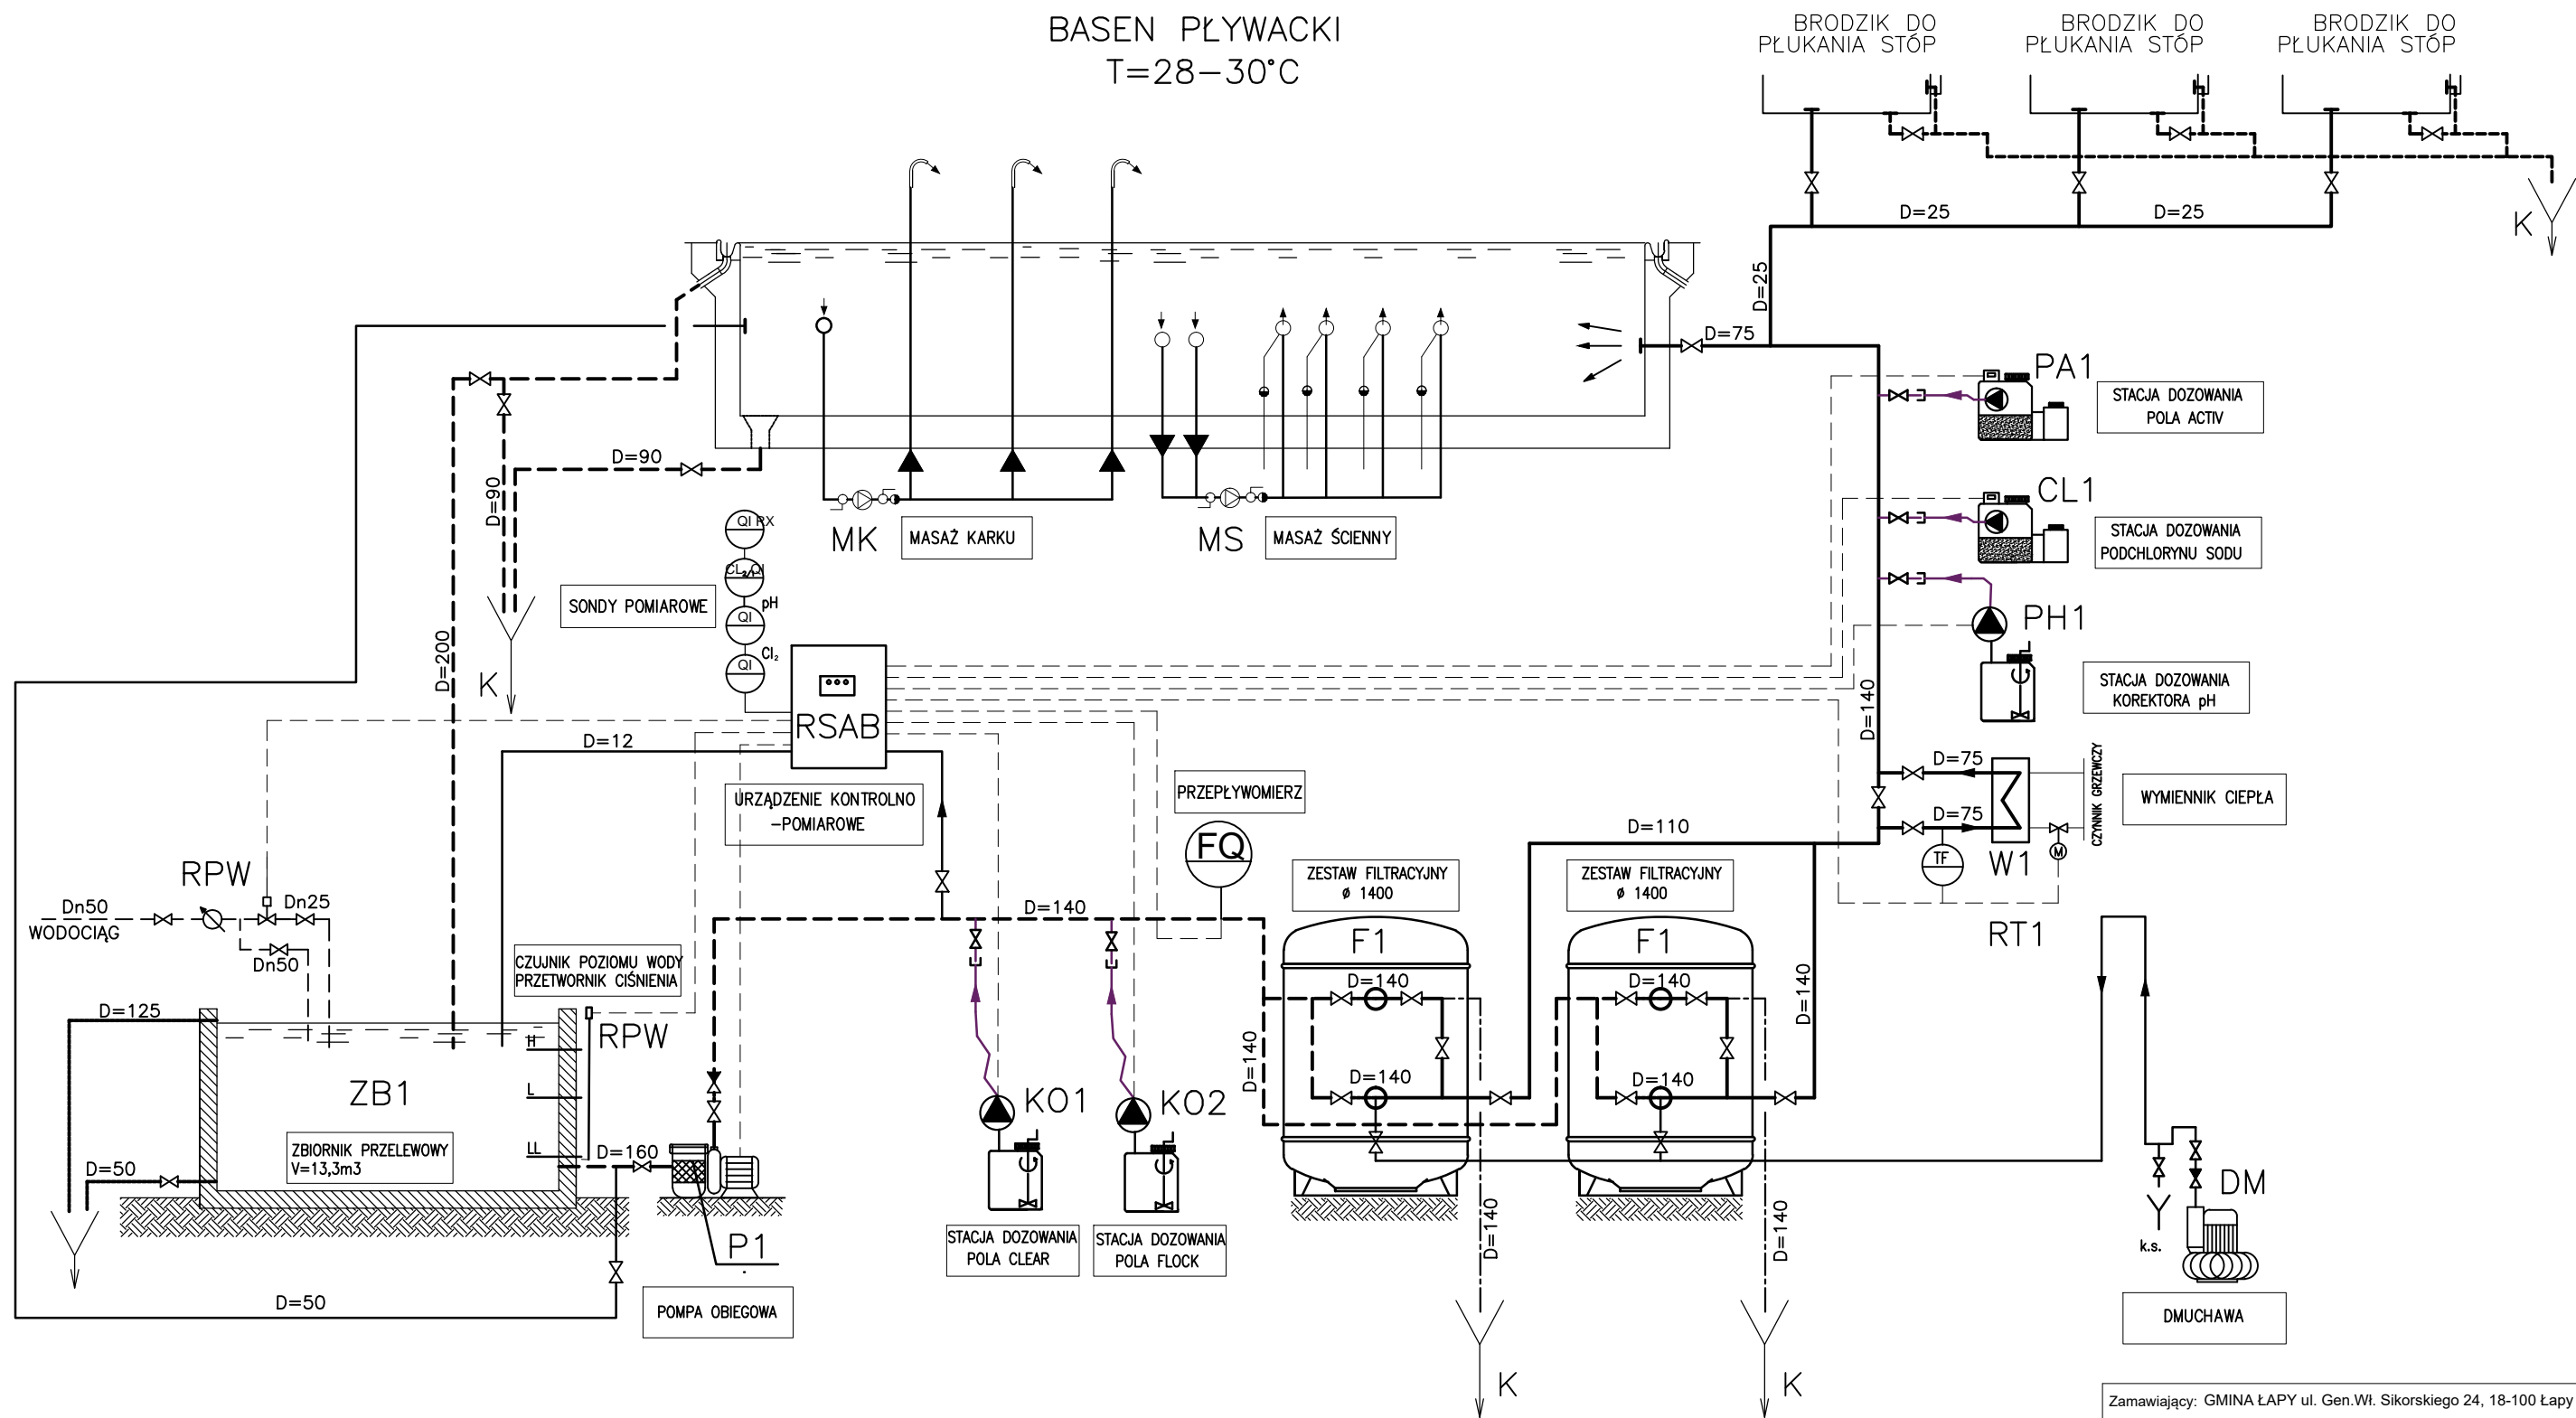 BASEN PŁYWACKI
T=28-30°C
BRODZIK DO
PŁUKANIA STÓP
BRODZIK DO
PŁUKANIA STÓP
BRODZIK DO
PŁUKANIA STÓP
D=25
D=25
K
D=25
D=75
PA1
STACJA DOZOWANIA
POLA ACTIV
D=90
D=90
CL1
STACJA DOZOWANIA
PODCHLORYNU SODU
MK
MASAŻ KARKU
MS
MASAŻ ŚCIENNY
QI RX
CL₂/1 QI
pH
QI
Cl₂
QI
SONDY POMIAROWE
PH1
STACJA DOZOWANIA
KOREKTORA pH
D=200
K
RSAB
D=140
D=12
URZĄDZENIE KONTROLNO
-POMIAROWE
PRZEPŁYWOMIERZ
FQ
D=75
D=75
CZYNNIK GRZEWCZY
WYMIENNIK CIEPŁA
TF
W1
M
RT1
D=110
ZESTAW FILTRACYJNY
ø 1400
ZESTAW FILTRACYJNY
ø 1400
RPW
Dn50
WODOCIĄG
Dn25
Dn50
D=140
F1
F1
CZUJNIK POZIOMU WODY
PRZETWORNIK CIŚNIENIA
D=140
D=140
D=140
D=125
RPW
H
L
LL
ZB1
ZBIORNIK PRZELEWOWY
V=13,3m3
D=140
D=140
D=140
D=50
D=160
KO1
KO2
P1
POMPA OBIEGOWA
STACJA DOZOWANIA
POLA CLEAR
STACJA DOZOWANIA
POLA FLOCK
D=140
D=140
DM
k.s.
DMUCHAWA
D=50
K
K
Zamawiający: GMINA ŁAPY ul. Gen.Wł. Sikorskiego 24, 18-100 Łapy